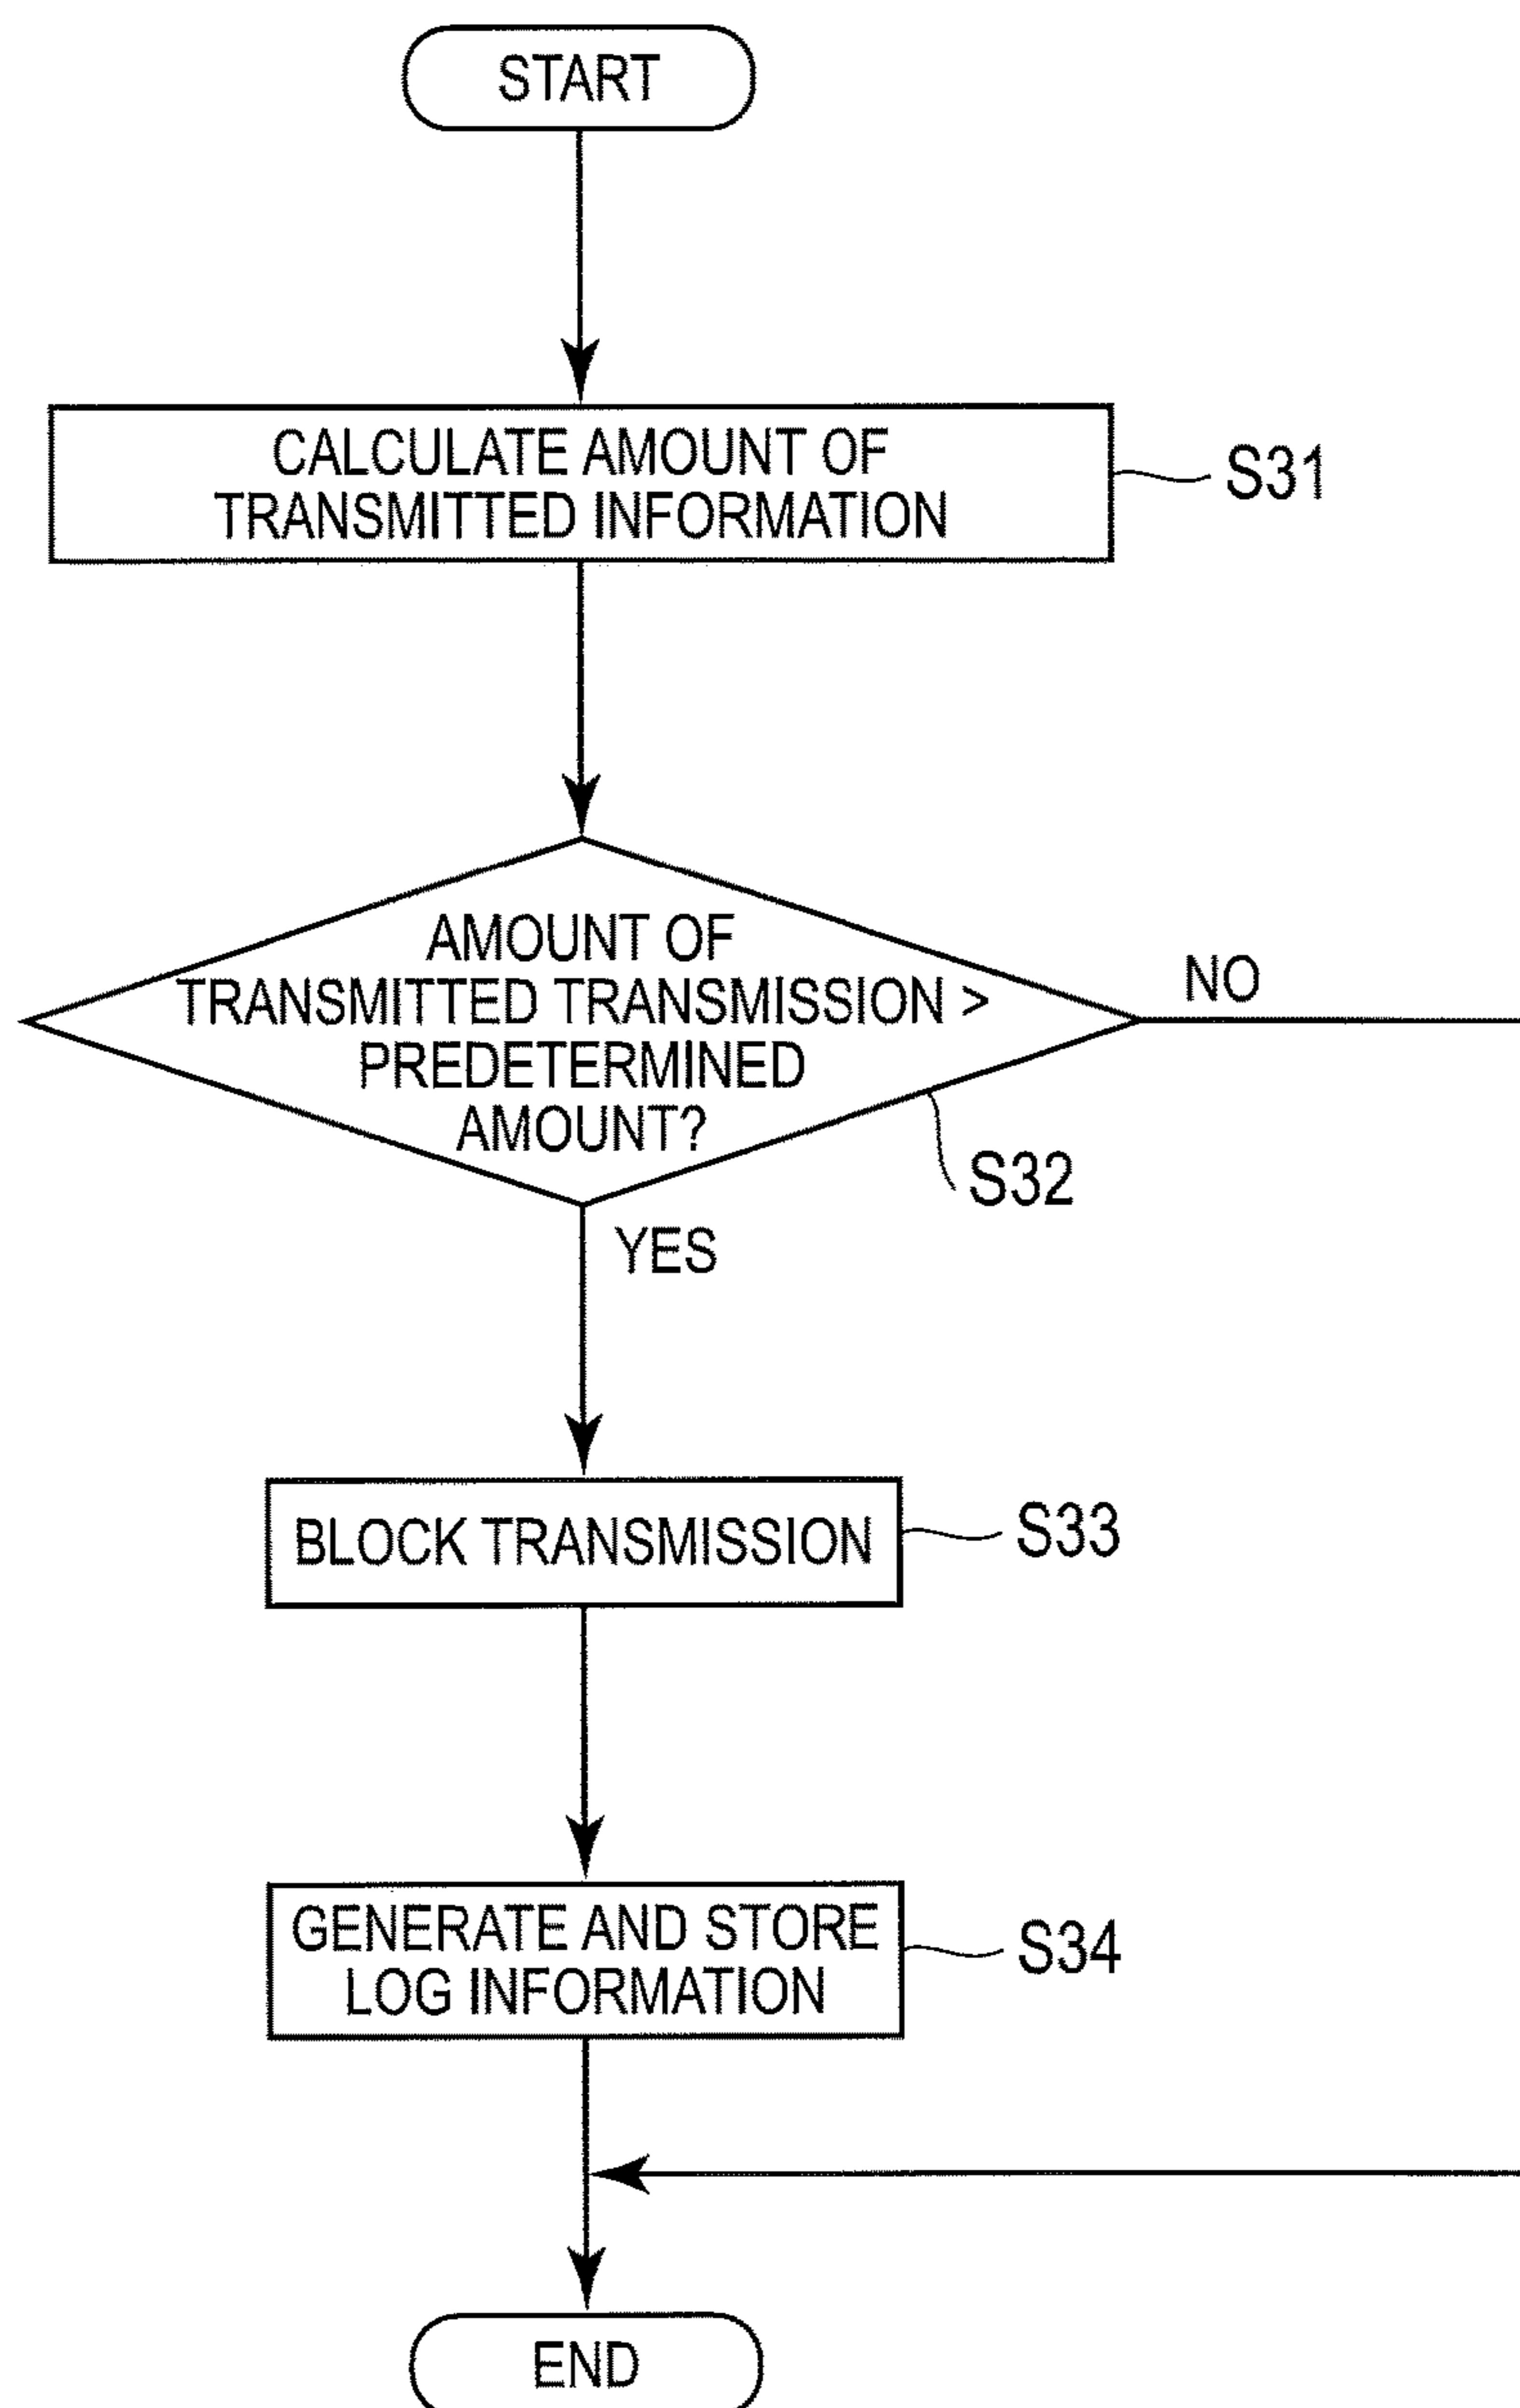 START
CALCULATE AMOUNT OF
TRANSMITTED INFORMATION
S31
AMOUNT OF
TRANSMITTED TRANSMISSION >
PREDETERMINED
AMOUNT?
NO
S32
YES
BLOCK TRANSMISSION
S33
GENERATE AND STORE
LOG INFORMATION
S34
END